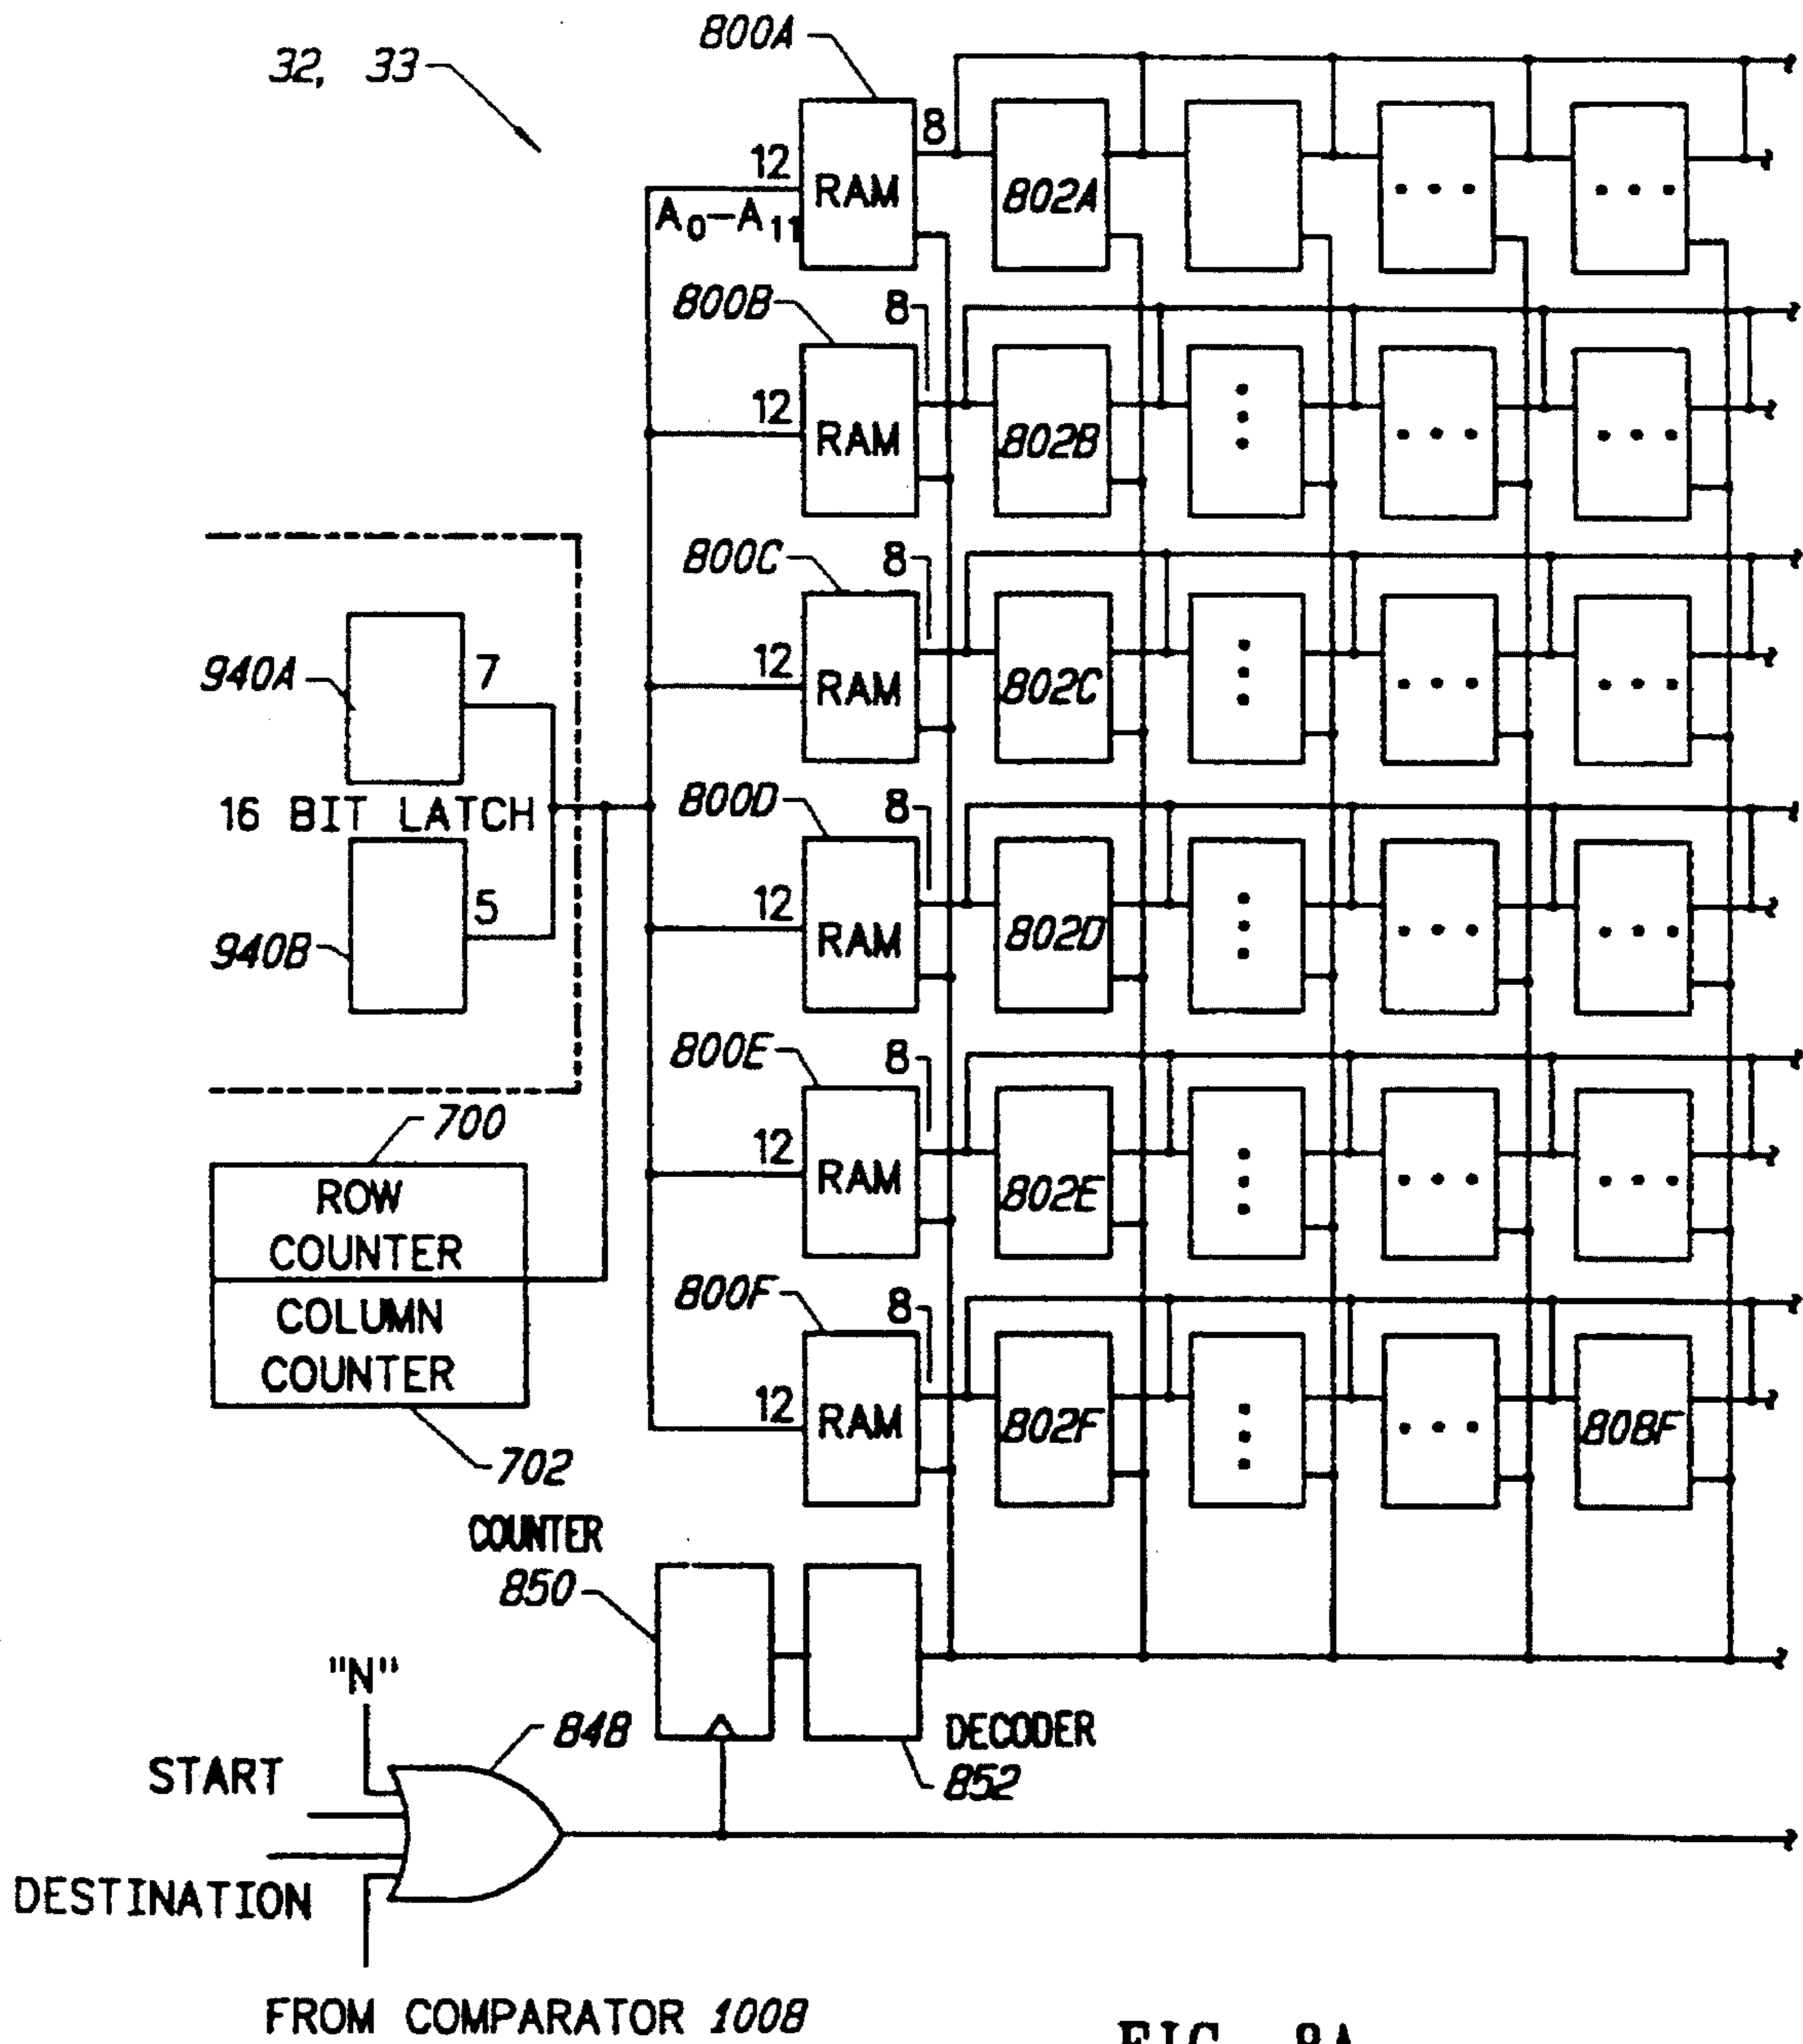 32, 33
800A
12
A0-A11
RAM
8
802A
• • •
• • •
800B
8
12
RAM
802B
• • •
• • •
• • •
800C
8
12
RAM
802C
• • •
• • •
• • •
940A
7
16 BIT LATCH
940B
5
800D
8
12
RAM
802D
• • •
• • •
• • •
800E
8
12
RAM
802E
• • •
• • •
• • •
700
ROW
COUNTER
COLUMN
COUNTER
702
800F
8
12
RAM
802F
• • •
• • •
808F
COUNTER
850
DECODER
852
"N"
848
START
DESTINATION
FROM COMPARATOR 1008
FIG. 8A